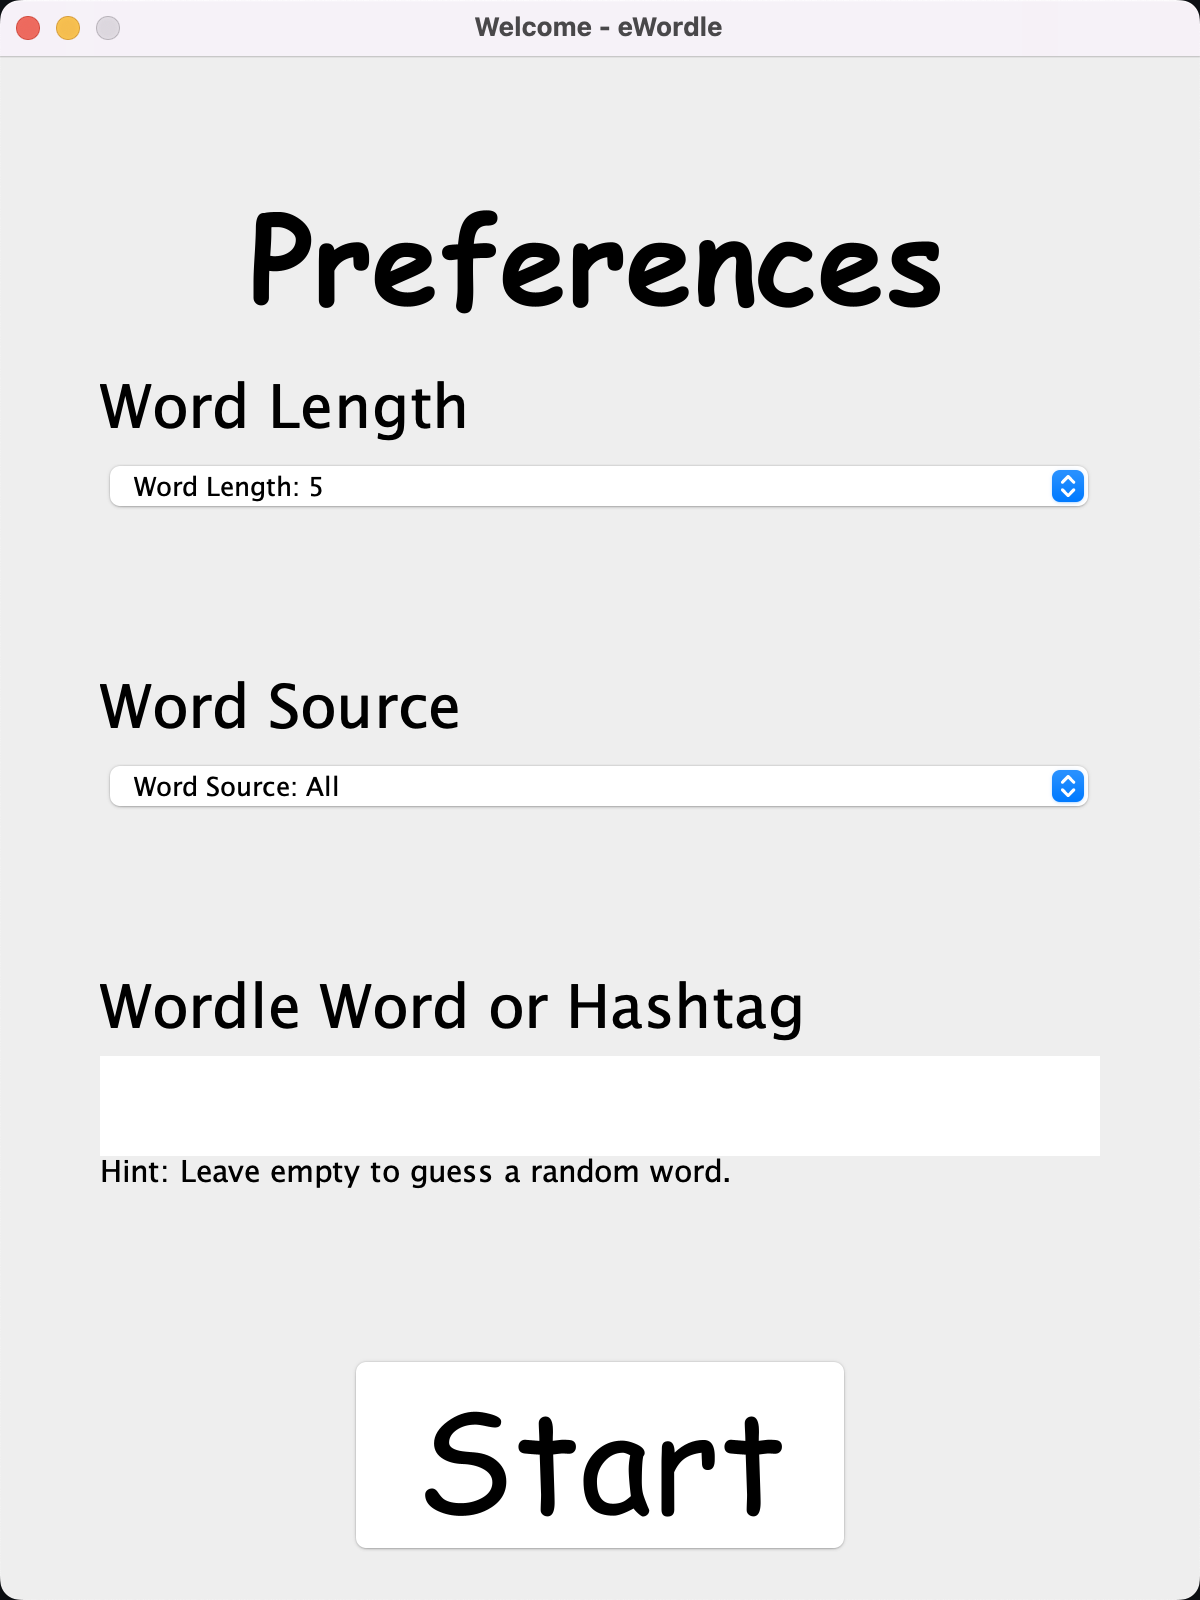 Welcome - eWordle
Preferences
Word Length
Word Length: 5
Word Source
Word Source: All
Wordle Word or Hashtag
Hint: Leave empty to guess a random word.
Start